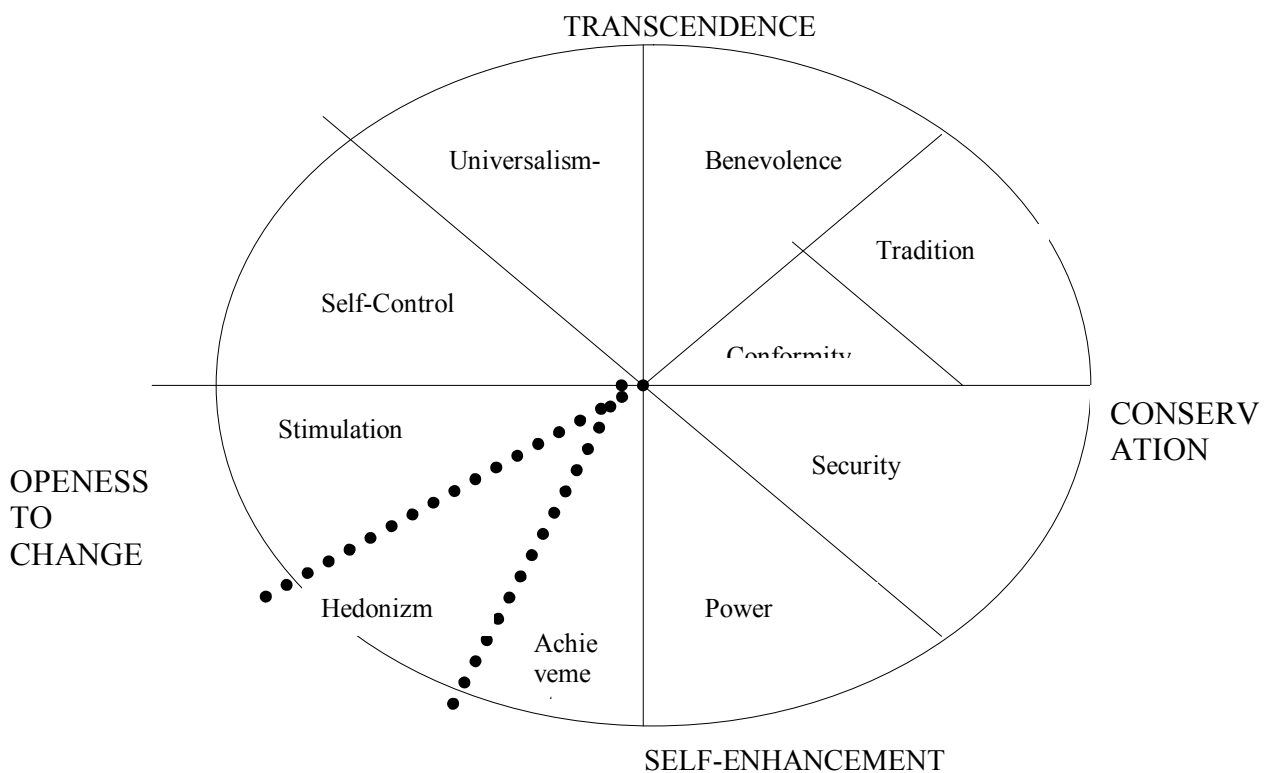 TRANSCENDENCE
Universalism-
Benevolence
Tradition
Self-Control
Conformity
CONSERV
ATION
Stimulation
Security
OPENESS
TO
CHANGE
Hedonizm
Power
Achie
veme
SELF-ENHANCEMENT